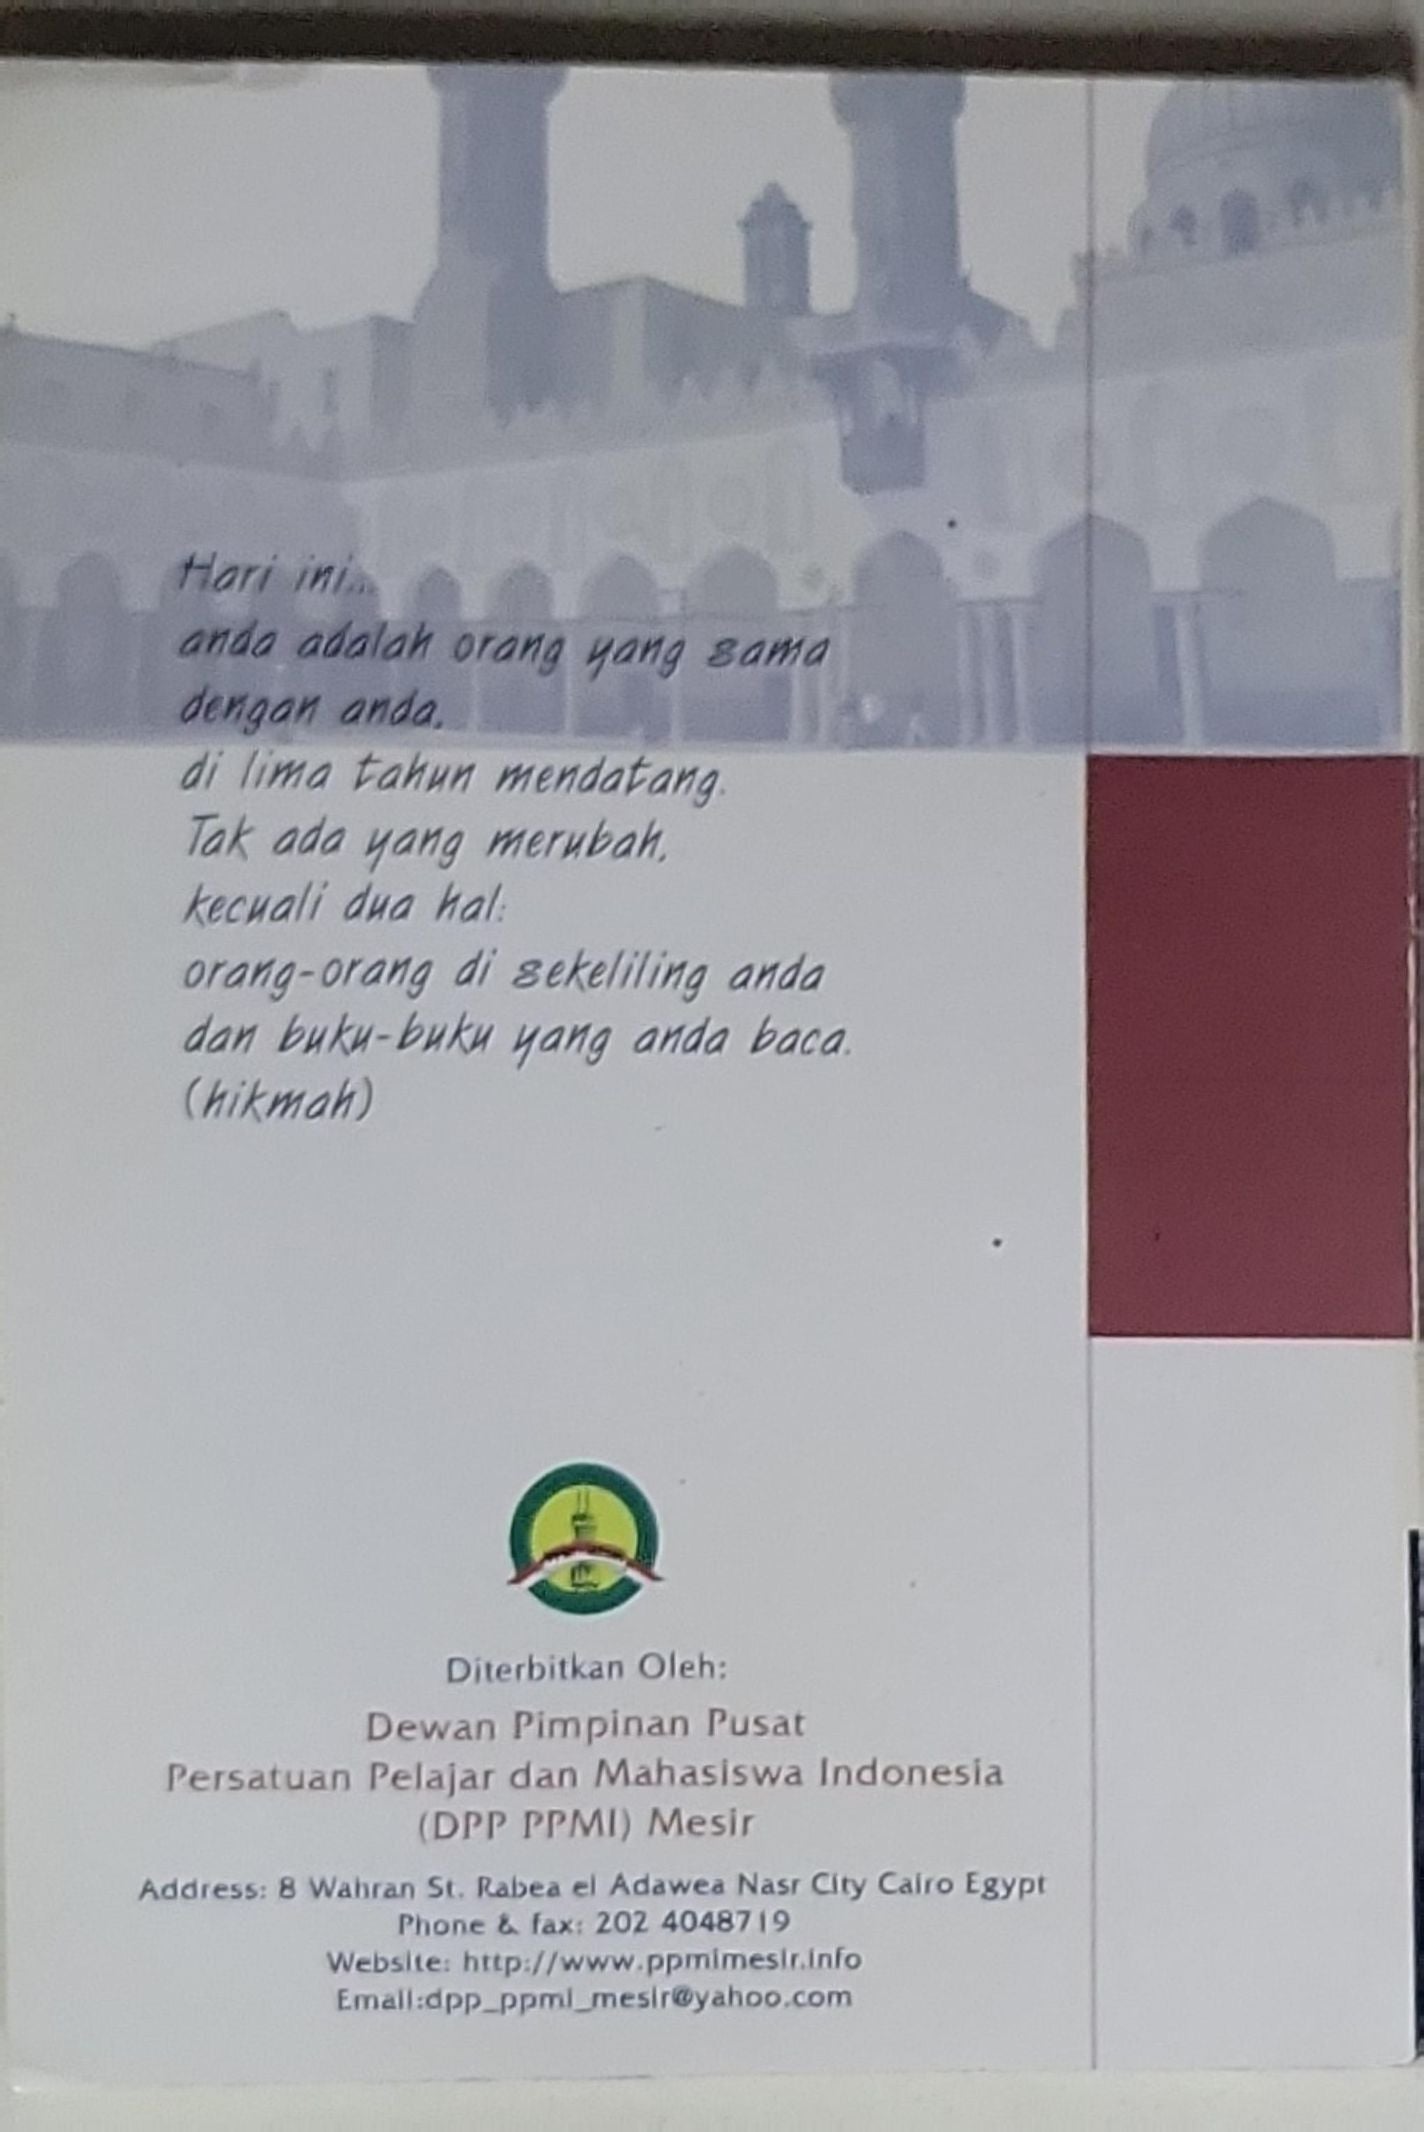 Hari ini...
anda adalah orang yang sama
dengan anda,
di lima tahun mendatang.
Tak ada yang merubah,
kecuali dua hal:
orang-orang di sekeliling anda
dan buku-buku yang anda baca.
(hikmah)
Diterbitkan Oleh:
Dewan Pimpinan Pusat
Persatuan Pelajar dan Mahasiswa Indonesia
(DPP PPMI) Mesir
Address: 8 Wahran St. Rabea el Adawea Nasr City Cairo Egypt
Phone & fax: 202 4048719
Website: http://www.ppmimesir.info
Email:dpp_ppmi_mesir@yahoo.com